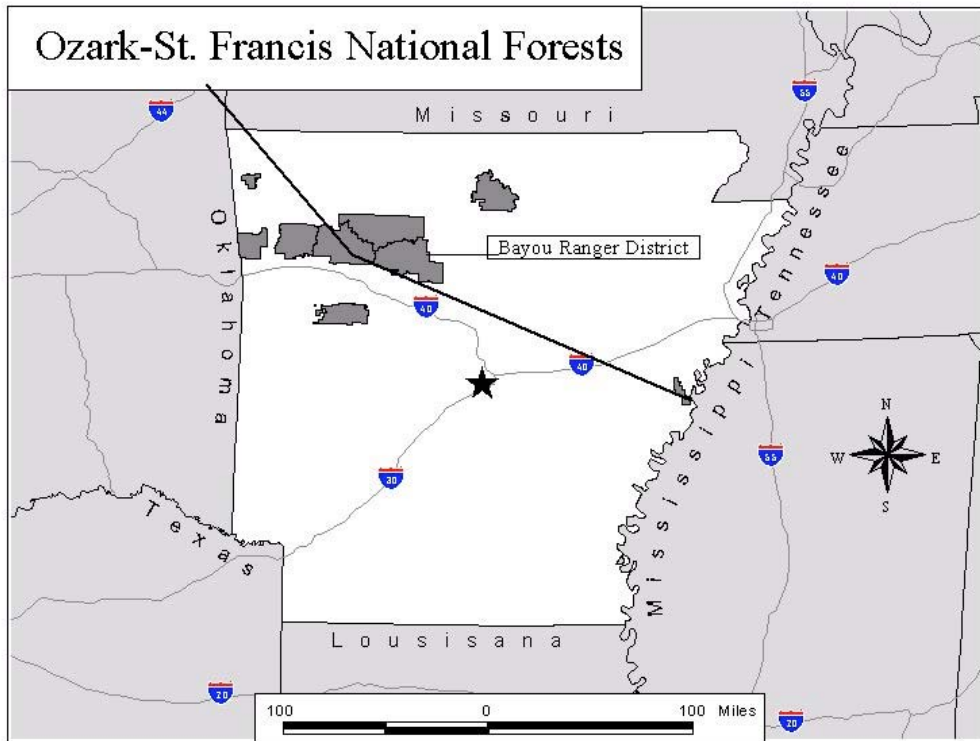 Ozark-St. Francis National Forests
44
55
Missouri
Tennessee
Oklahoma
Bayou Ranger District
40
40
40
Mississippi
N
W E
S
55
30
Texas
Lousisana
20
20
100 0 100 Miles